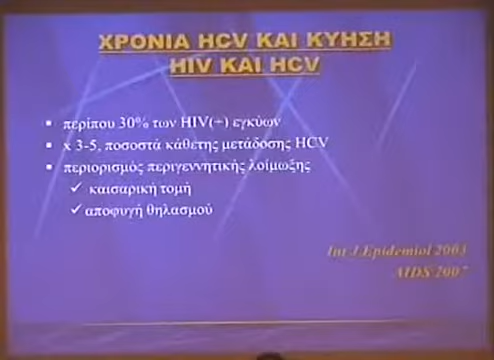 ΧΡΟΝΙΑ HCV ΚΑΙ ΚΥΗΣΗ
HIV ΚΑΙ HCV
▪ περίπου 30% των HIV(+) εγκύων
▪ x 3-5, ποσοστά κάθετης μετάδοσης HCV
▪ περιορισμός περιγεννητικής λοίμωξης
✓ καισαρική τομή
✓ αποφυγή θηλασμού
Int J Epidemiol 2003
AIDS 2007